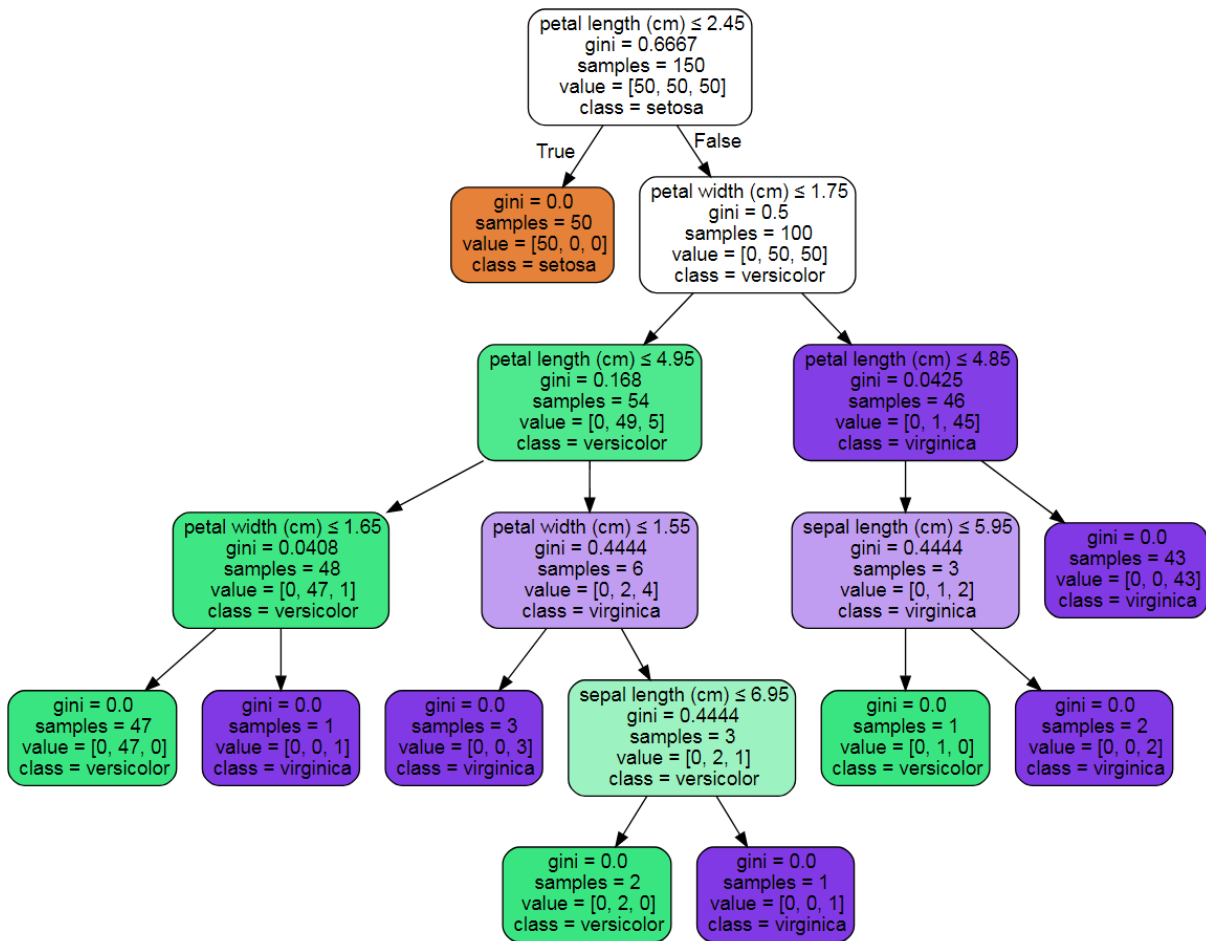 petal length (cm) ≤ 2.45
gini = 0.6667
samples = 150
value = [50, 50, 50]
class = setosa
True
False
gini = 0.0
samples = 50
value = [50, 0, 0]
class = setosa
petal width (cm) ≤ 1.75
gini = 0.5
samples = 100
value = [0, 50, 50]
class = versicolor
petal length (cm) ≤ 4.95
gini = 0.168
samples = 54
value = [0, 49, 5]
class = versicolor
petal length (cm) ≤ 4.85
gini = 0.0425
samples = 46
value = [0, 1, 45]
class = virginica
petal width (cm) ≤ 1.65
gini = 0.0408
samples = 48
value = [0, 47, 1]
class = versicolor
petal width (cm) ≤ 1.55
gini = 0.4444
samples = 6
value = [0, 2, 4]
class = virginica
sepal length (cm) ≤ 5.95
gini = 0.4444
samples = 3
value = [0, 1, 2]
class = virginica
gini = 0.0
samples = 43
value = [0, 0, 43]
class = virginica
gini = 0.0
samples = 47
value = [0, 47, 0]
class = versicolor
gini = 0.0
samples = 1
value = [0, 0, 1]
class = virginica
gini = 0.0
samples = 3
value = [0, 0, 3]
class = virginica
sepal length (cm) ≤ 6.95
gini = 0.4444
samples = 3
value = [0, 2, 1]
class = versicolor
gini = 0.0
samples = 1
value = [0, 1, 0]
class = versicolor
gini = 0.0
samples = 2
value = [0, 0, 2]
class = virginica
gini = 0.0
samples = 2
value = [0, 2, 0]
class = versicolor
gini = 0.0
samples = 1
value = [0, 0, 1]
class = virginica